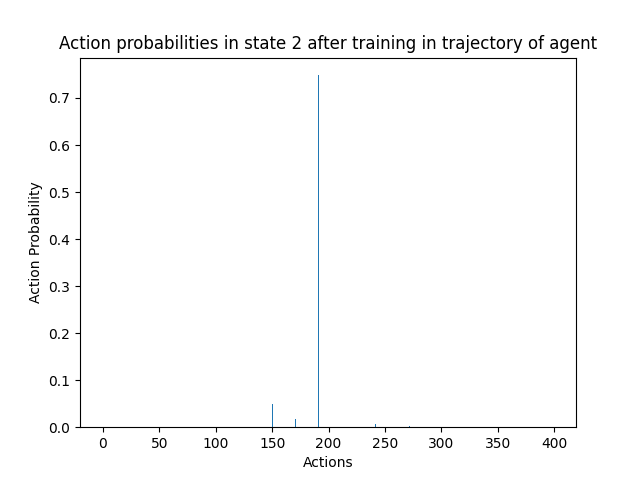 Action probabilities in state 2 after training in trajectory of agent
0.7
0.6
0.5
0.4
0.3
0.2
0.1
0.0
Action Probability
0 50 100 150 200 250 300 350 400
Actions